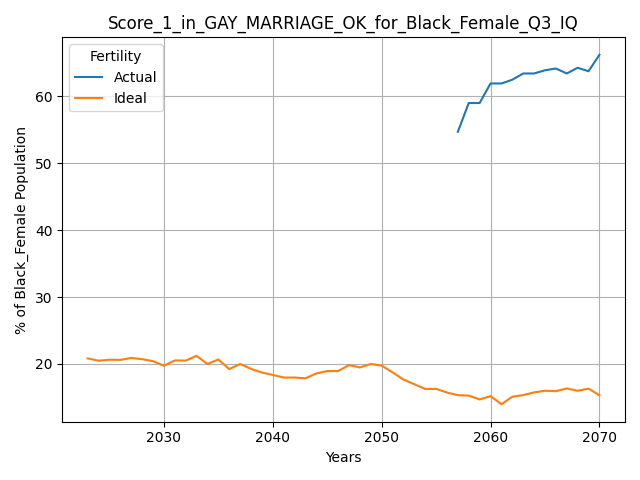 Score_1_in_GAY_MARRIAGE_OK_for_Black_Female_Q3_IQ
Fertility
Actual
Ideal
% of Black_Female Population
60
50
40
30
20
2030 2040 2050 2060 2070
Years